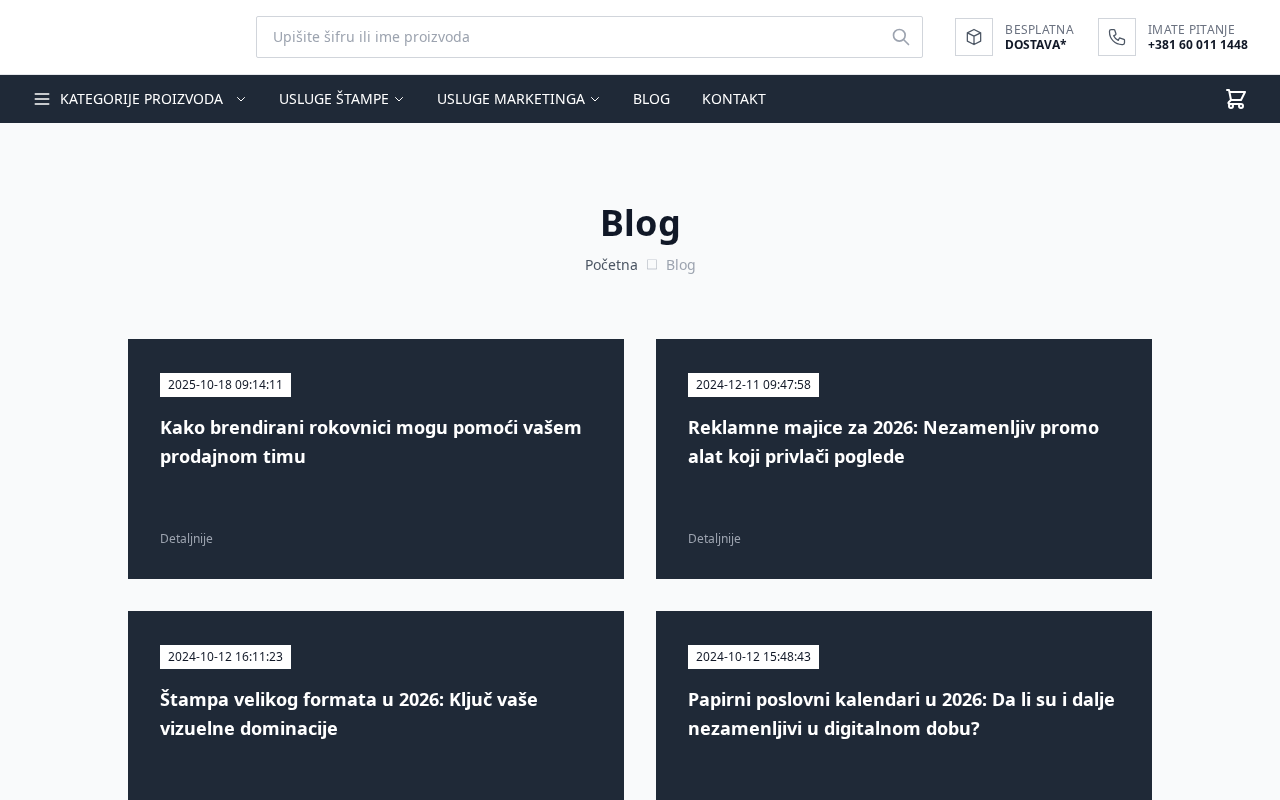 Upišite šifru ili ime proizvoda
BESPLATNA
DOSTAVA*
IMATE PITANJE
+381 60 011 1448
KATEGORIJE PROIZVODA
USLUGE ŠTAMPE
USLUGE MARKETINGA
BLOG
KONTAKT
Blog
Početna
Blog
2025-10-18 09:14:11
Kako brendirani rokovnici mogu pomoći vašem
prodajnom timu
Detaljnije
2024-12-11 09:47:58
Reklamne majice za 2026: Nezamenljiv promo
alat koji privlači poglede
Detaljnije
2024-10-12 16:11:23
Štampa velikog formata u 2026: Ključ vaše
vizuelne dominacije
2024-10-12 15:48:43
Papirni poslovni kalendari u 2026: Da li su i dalje
nezamenljivi u digitalnom dobu?